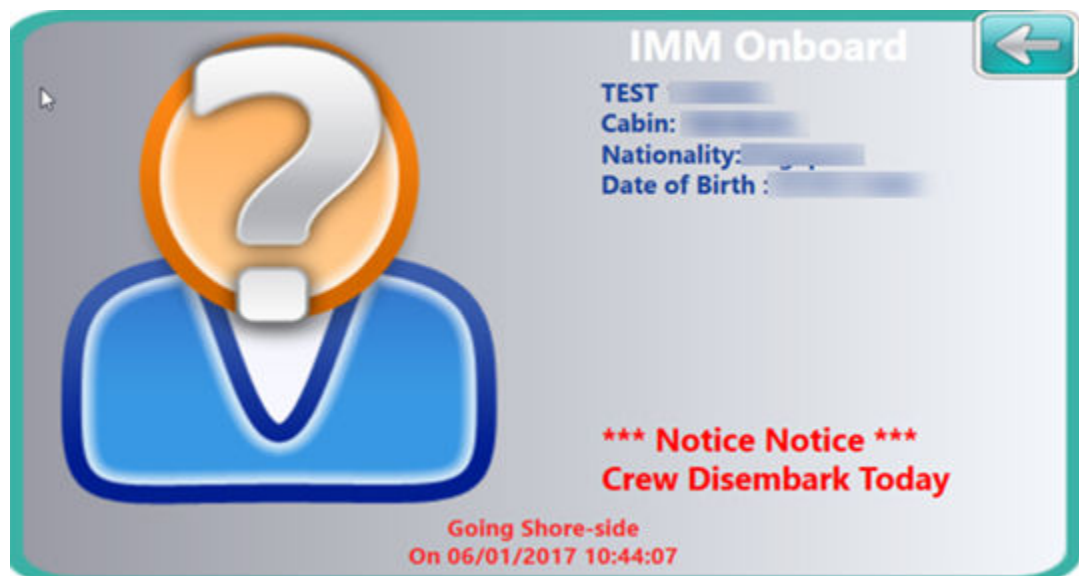 IMM Onboard
TEST
Cabin:
Nationality:
Date of Birth :
*** Notice Notice ***
Crew Disembark Today
Going Shore-side
On 06/01/2017 10:44:07